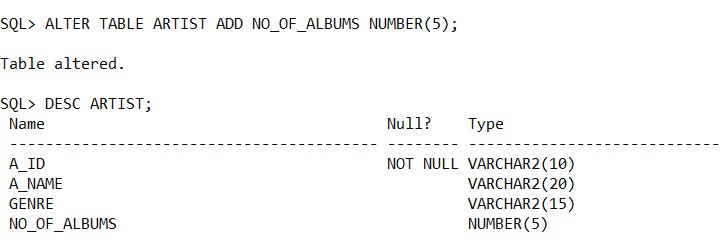 SQL> ALTER TABLE ARTIST ADD NO_OF_ALBUMS NUMBER(5);
Table altered.
SQL> DESC ARTIST;
Name Null? Type
----------------------------------------- -------- ----------------------------
A_ID NOT NULL VARCHAR2(10)
A_NAME VARCHAR2(20)
GENRE VARCHAR2(15)
NO_OF_ALBUMS NUMBER(5)